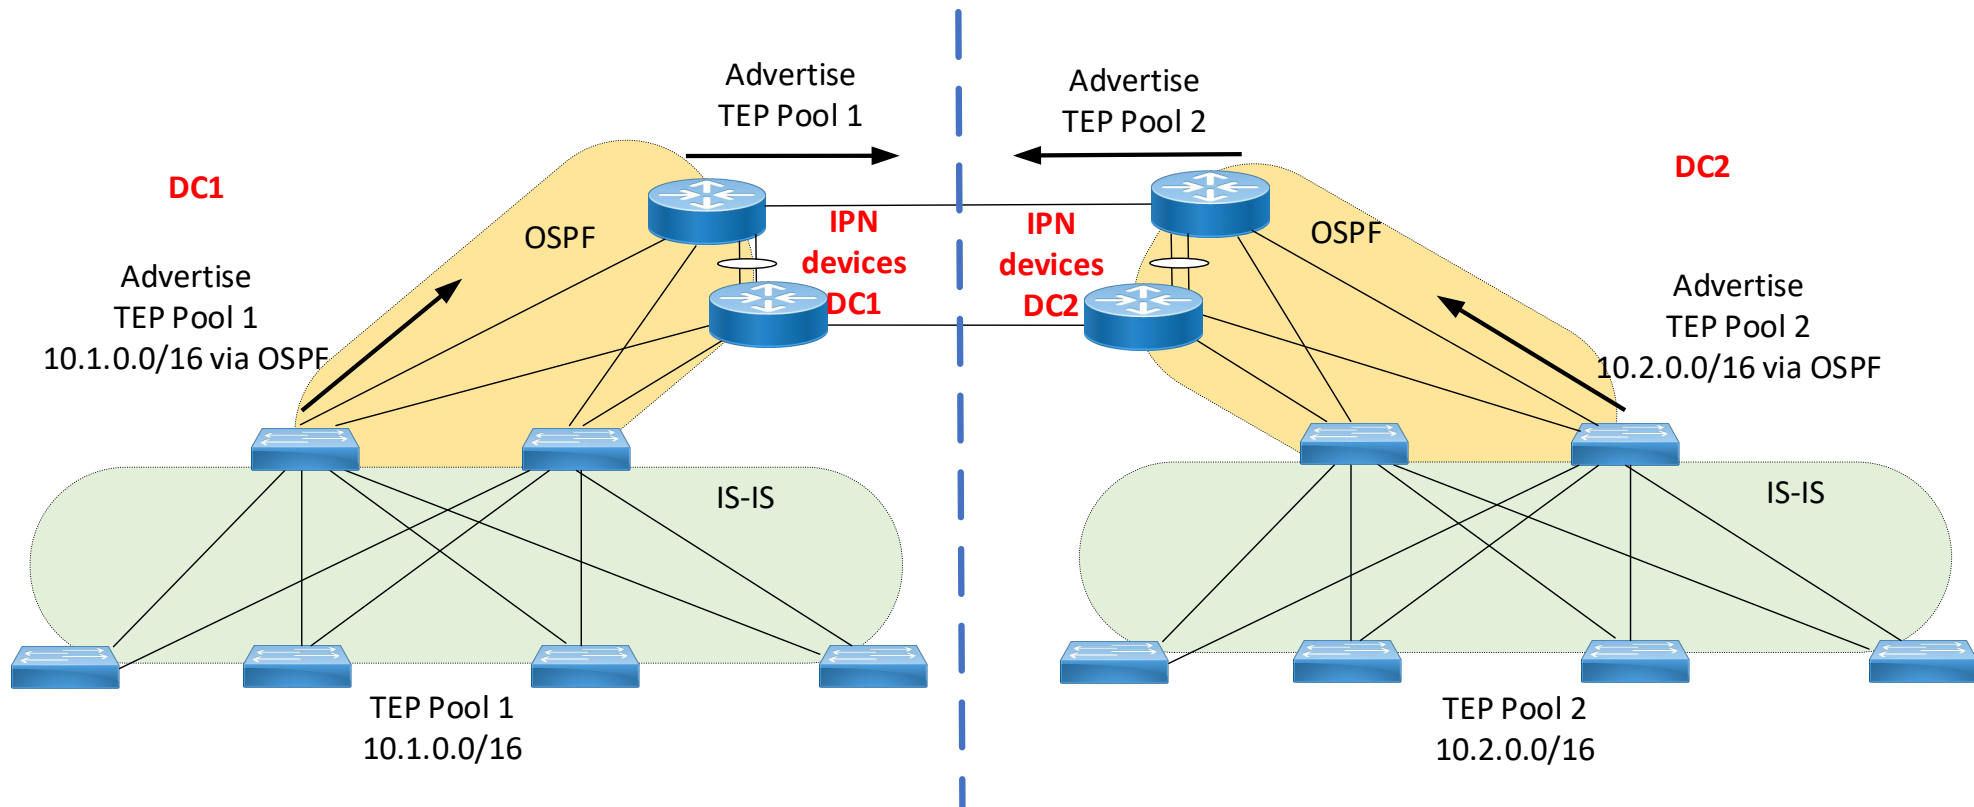 Advertise
TEP Pool 1
Advertise
TEP Pool 2
DC1
DC2
OSPF
IPN
devices
DC1
IPN
devices
DC2
OSPF
Advertise
TEP Pool 1
10.1.0.0/16 via OSPF
Advertise
TEP Pool 2
10.2.0.0/16 via OSPF
IS-IS
IS-IS
TEP Pool 1
10.1.0.0/16
TEP Pool 2
10.2.0.0/16